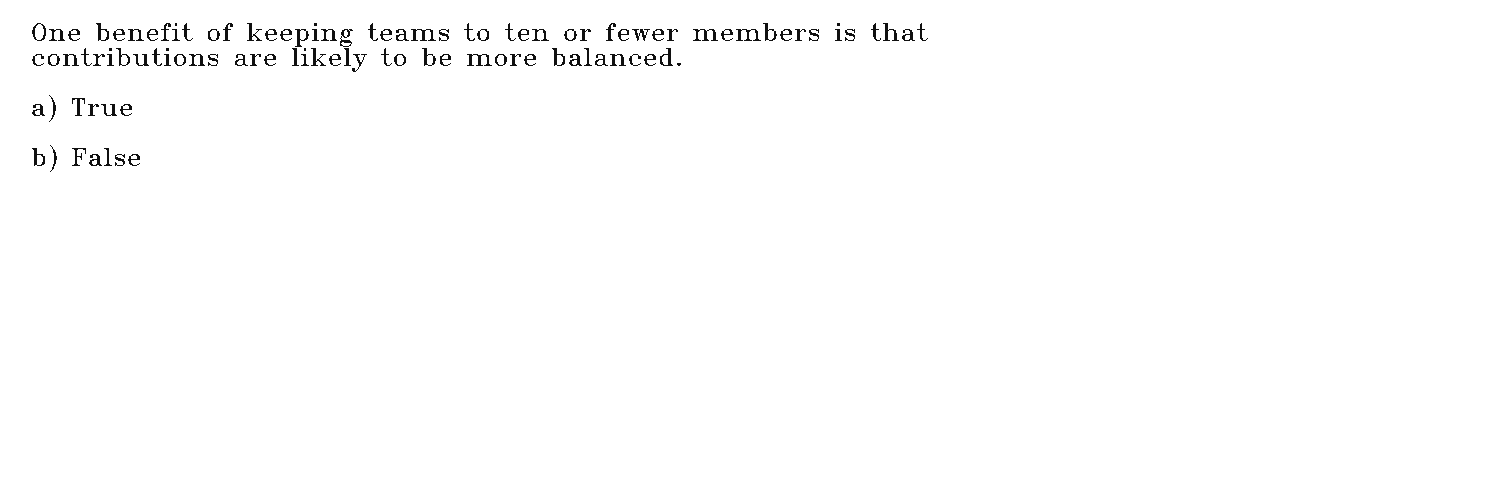 One benefit of keeping teams to ten or fewer members is that
contributions are likely to be more balanced.
a) True
b) False